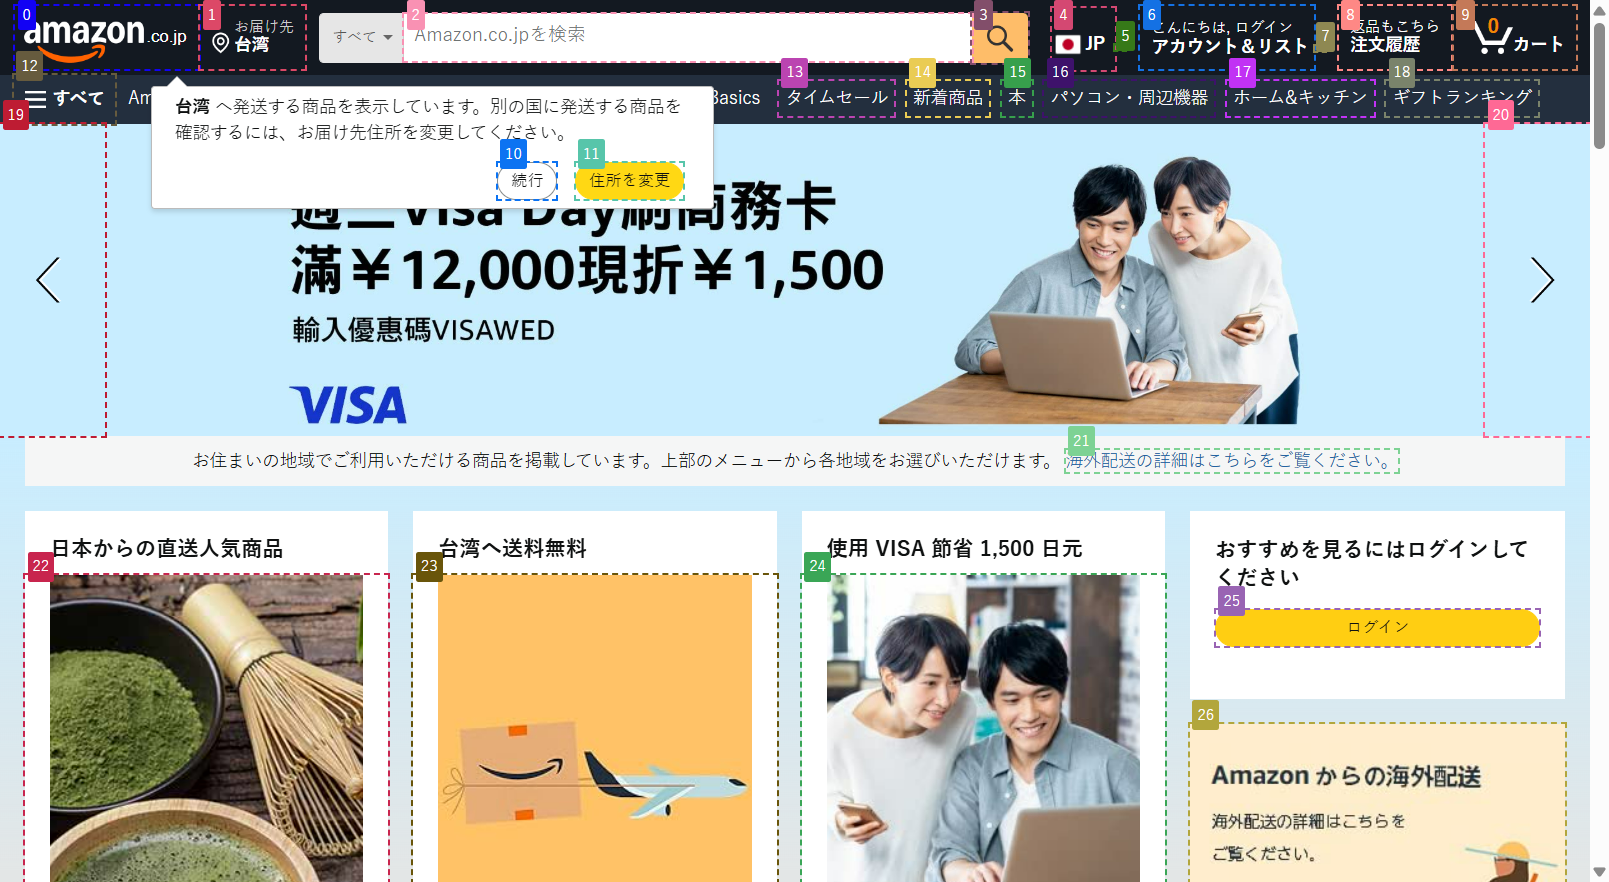 amazon.co.jp
お届け先
台湾
すべて
Amazon.co.jpを検索
JP
こんにちは, ログイン
アカウント＆リスト
返品もこちら
注文履歴
0
カート
すべて
Am
Basics
タイムセール
新着商品
本
パソコン・周辺機器
ホーム&キッチン
ギフトランキング
台湾 へ発送する商品を表示しています。別の国に発送する商品を
確認するには、お届け先住所を変更してください。
続行
住所を変更
週三Visa Day刷商務卡
滿￥12,000現折￥1,500
輸入優惠碼VISAWED
VISA
お住まいの地域でご利用いただける商品を掲載しています。上部のメニューから各地域をお選びいただけます。
海外配送の詳細はこちらをご覧ください。
日本からの直送人気商品
台湾へ送料無料
使用 VISA 節省 1,500 日元
おすすめを見るにはログインして
ください
ログイン
Amazon からの海外配送
海外配送の詳細はこちらを
ご覧ください。
0
1
2
3
4
5
6
7
8
9
10
11
12
13
14
15
16
17
18
19
20
21
22
23
24
25
26